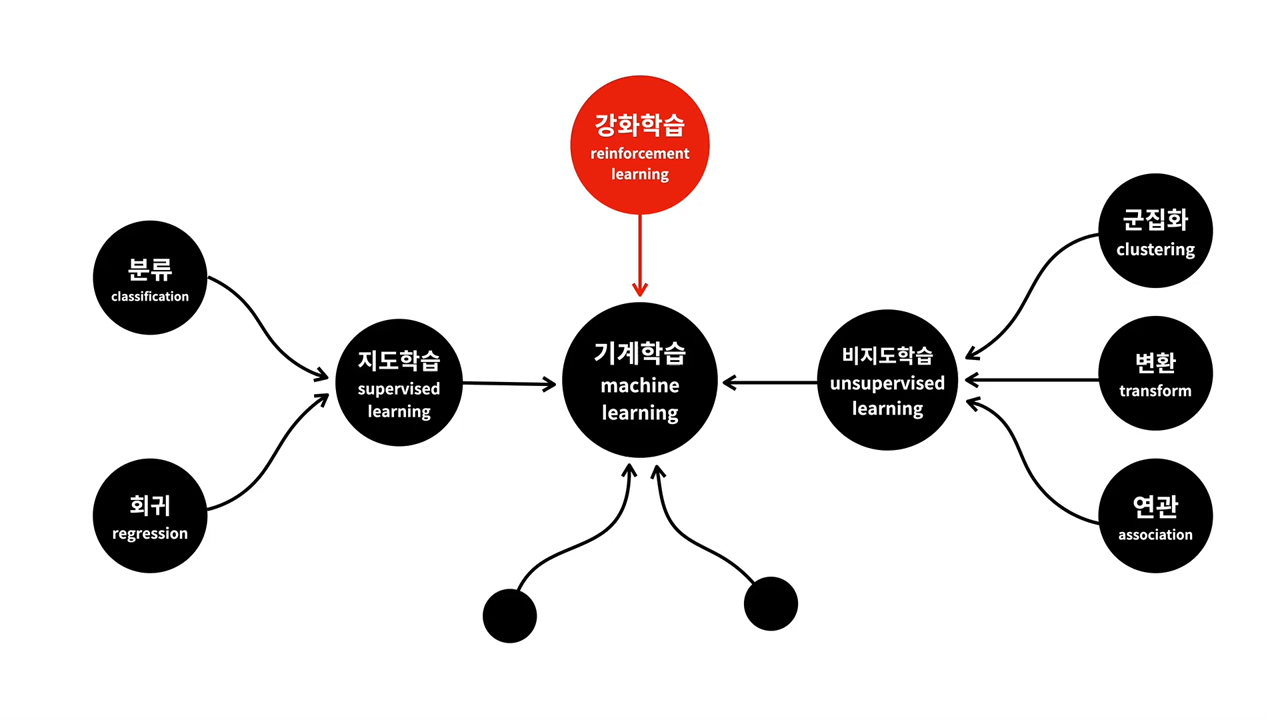 강화학습
reinforcement
learning
분류
classification
회귀
regression
지도학습
supervised
learning
기계학습
machine
learning
비지도학습
unsupervised
learning
군집화
clustering
변환
transform
연관
association